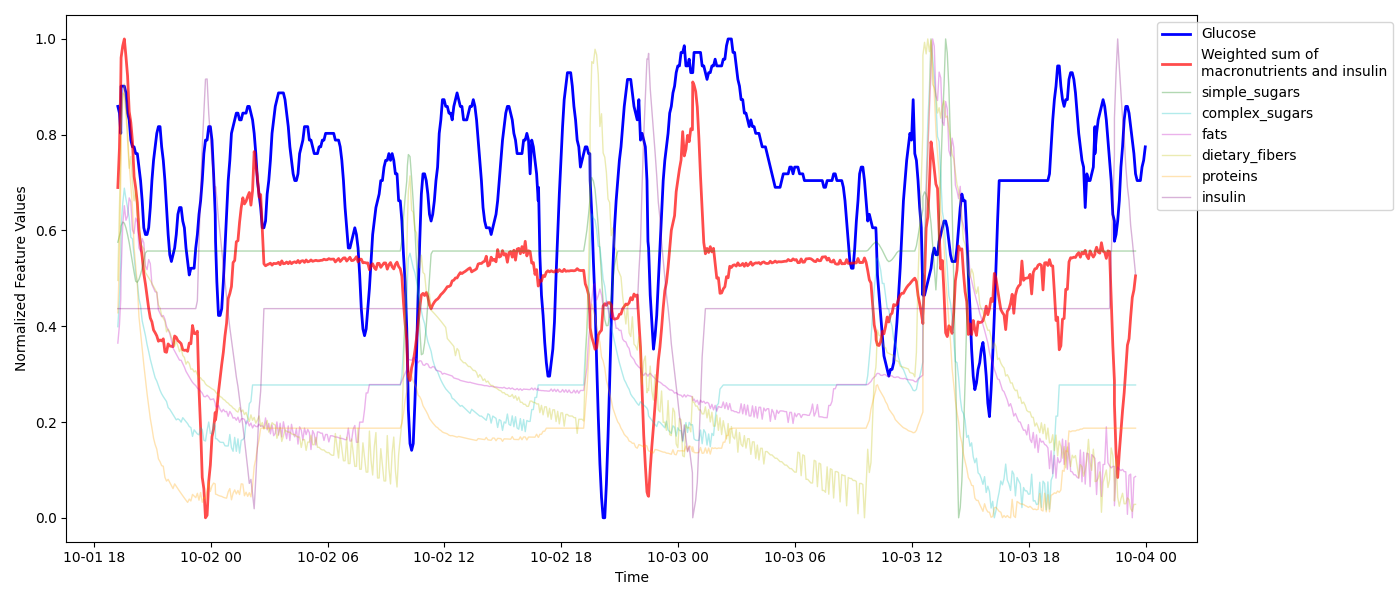 1.0
0.8
0.6
0.4
0.2
0.0
Normalized Feature Values
10-01 18
10-02 00
10-02 06
10-02 12
10-02 18
10-03 00
10-03 06
10-03 12
10-03 18
10-04 00
Time
Glucose
Weighted sum of
macronutrients and insulin
simple_sugars
complex_sugars
fats
dietary_fibers
proteins
insulin